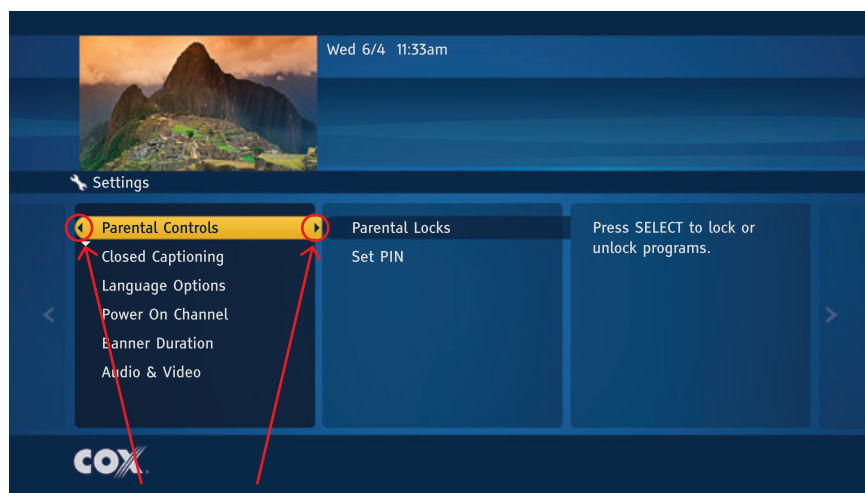 Wed 6/4 11:33am
Settings
Parental Controls
Closed Captioning
Language Options
Power On Channel
Banner Duration
Audio & Video
Parental Locks
Set PIN
Press SELECT to lock or
unlock programs.
COX